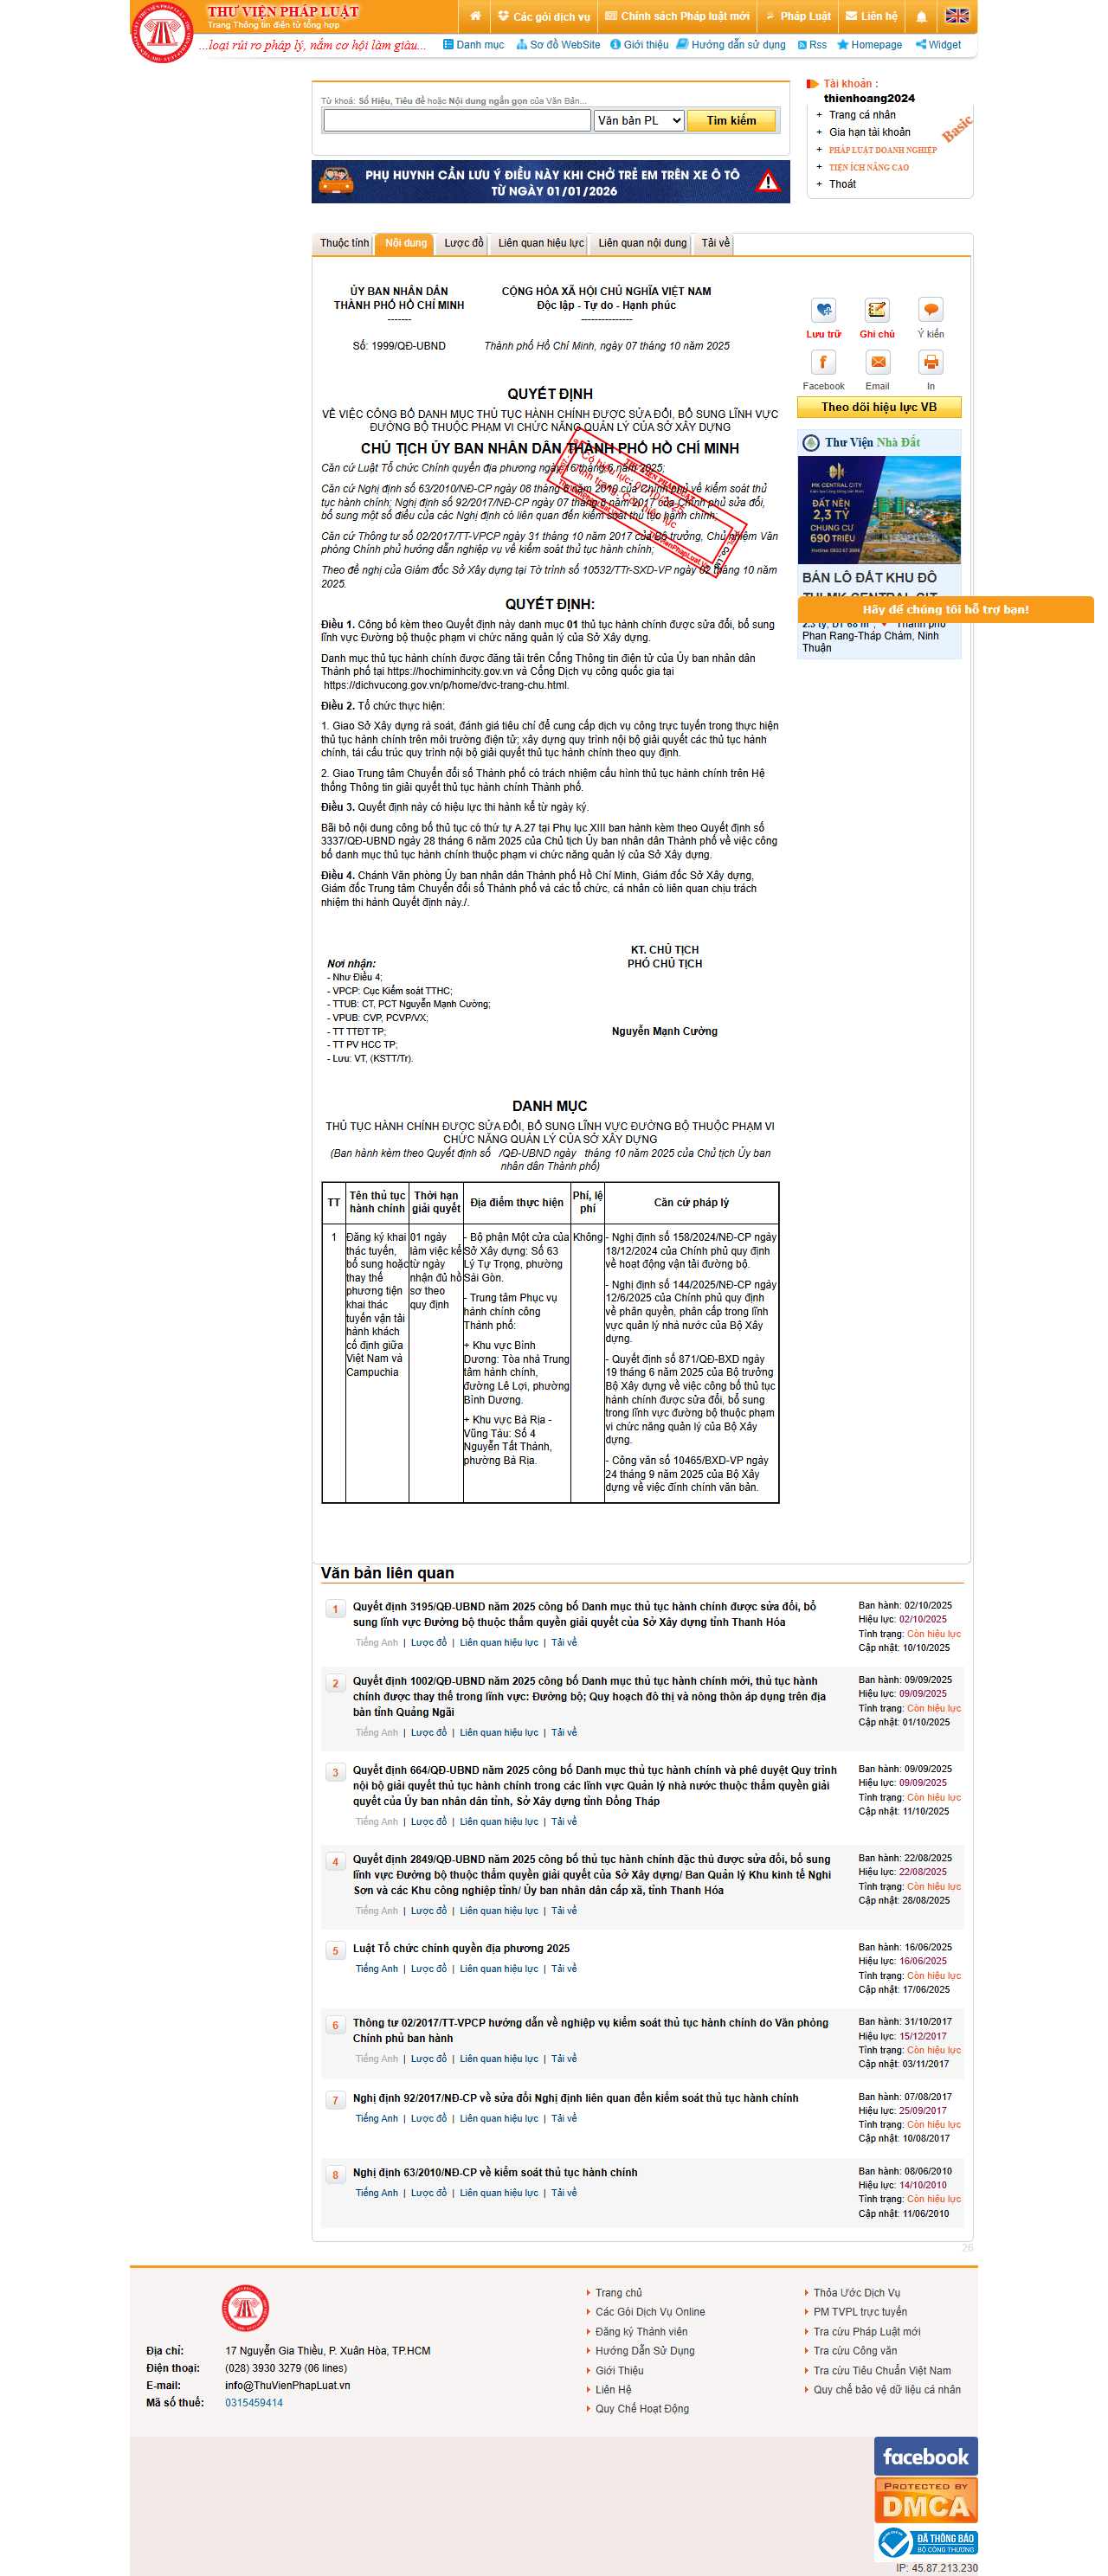 THƯ VIỆN PHÁP LUẬT
Trang Thông tin điện tử tổng hợp
Các gói dịch vụ
Chính sách Pháp luật mới
Pháp Luật
Liên hệ
...loại rủi ro pháp lý, nắm cơ hội làm giàu...
Danh mục
Sơ đồ WebSite
Giới thiệu
Hướng dẫn sử dụng
Rss
Homepage
Widget
Từ khoá: Số Hiệu, Tiêu đề hoặc Nội dung ngắn gọn của Văn Bản...
Văn bản PL
Tìm kiếm
Tài khoản :
thienhoang2024
+ Trang cá nhân
+ Gia hạn tài khoản
+ PHÁP LUẬT DOANH NGHIỆP
+ TIỆN ÍCH NÂNG CAO
+ Thoát
Basic
PHỤ HUYNH CẦN LƯU Ý ĐIỀU NÀY KHI CHỞ TRẺ EM TRÊN XE Ô TÔ
TỪ NGÀY 01/01/2026
Thuộc tính
Nội dung
Lược đồ
Liên quan hiệu lực
Liên quan nội dung
Tải về
ỦY BAN NHÂN DÂN
THÀNH PHỐ HỒ CHÍ MINH
-------
CỘNG HÒA XÃ HỘI CHỦ NGHĨA VIỆT NAM
Độc lập - Tự do - Hạnh phúc
---------------
Số: 1999/QĐ-UBND
Thành phố Hồ Chí Minh, ngày 07 tháng 10 năm 2025
QUYẾT ĐỊNH
VỀ VIỆC CÔNG BỐ DANH MỤC THỦ TỤC HÀNH CHÍNH ĐƯỢC SỬA ĐỔI, BỔ SUNG LĨNH VỰC
ĐƯỜNG BỘ THUỘC PHẠM VI CHỨC NĂNG QUẢN LÝ CỦA SỞ XÂY DỰNG
CHỦ TỊCH ỦY BAN NHÂN DÂN THÀNH PHỐ HỒ CHÍ MINH
Căn cứ Luật Tổ chức Chính quyền địa phương ngày 16 tháng 6 năm 2025;
Căn cứ Nghị định số 63/2010/NĐ-CP ngày 08 tháng 6 năm 2010 của Chính phủ về kiểm soát thủ
tục hành chính; Nghị định số 92/2017/NĐ-CP ngày 07 tháng 8 năm 2017 của Chính phủ sửa đổi,
bổ sung một số điều của các Nghị định có liên quan đến kiểm soát thủ tục hành chính;
Căn cứ Thông tư số 02/2017/TT-VPCP ngày 31 tháng 10 năm 2017 của Bộ trưởng, Chủ nhiệm Văn
phòng Chính phủ hướng dẫn nghiệp vụ về kiểm soát thủ tục hành chính;
Theo đề nghị của Giám đốc Sở Xây dựng tại Tờ trình số 10532/TTr-SXD-VP ngày 02 tháng 10 năm
2025.
QUYẾT ĐỊNH:
Điều 1. Công bố kèm theo Quyết định này danh mục 01 thủ tục hành chính được sửa đổi, bổ sung
lĩnh vực Đường bộ thuộc phạm vi chức năng quản lý của Sở Xây dựng.
Danh mục thủ tục hành chính được đăng tải trên Cổng Thông tin điện tử của Ủy ban nhân dân
Thành phố tại https://hochiminhcity.gov.vn và Cổng Dịch vụ công quốc gia tại
https://dichvucong.gov.vn/p/home/dvc-trang-chu.html.
Điều 2. Tổ chức thực hiện:
1. Giao Sở Xây dựng rà soát, đánh giá tiêu chí để cung cấp dịch vụ công trực tuyến trong thực hiện
thủ tục hành chính trên môi trường điện tử; xây dựng quy trình nội bộ giải quyết các thủ tục hành
chính, tái cấu trúc quy trình nội bộ giải quyết thủ tục hành chính theo quy định.
2. Giao Trung tâm Chuyển đổi số Thành phố có trách nhiệm cấu hình thủ tục hành chính trên Hệ
thống Thông tin giải quyết thủ tục hành chính Thành phố.
Điều 3. Quyết định này có hiệu lực thi hành kể từ ngày ký.
Bãi bỏ nội dung công bố thủ tục có thứ tự A.27 tại Phụ lục XIII ban hành kèm theo Quyết định số
3337/QĐ-UBND ngày 28 tháng 6 năm 2025 của Chủ tịch Ủy ban nhân dân Thành phố về việc công
bố danh mục thủ tục hành chính thuộc phạm vi chức năng quản lý của Sở Xây dựng.
Điều 4. Chánh Văn phòng Ủy ban nhân dân Thành phố Hồ Chí Minh, Giám đốc Sở Xây dựng,
Giám đốc Trung tâm Chuyển đổi số Thành phố và các tổ chức, cá nhân có liên quan chịu trách
nhiệm thi hành Quyết định này./.
Nơi nhận:
- Như Điều 4;
- VPCP: Cục Kiểm soát TTHC;
- TTUB: CT, PCT Nguyễn Mạnh Cường;
- VPUB: CVP, PCVP/VX;
- TT TTĐT TP;
- TT PV HCC TP;
- Lưu: VT, (KSTT/Tr).
KT. CHỦ TỊCH
PHÓ CHỦ TỊCH
Nguyễn Mạnh Cường
DANH MỤC
THỦ TỤC HÀNH CHÍNH ĐƯỢC SỬA ĐỔI, BỔ SUNG LĨNH VỰC ĐƯỜNG BỘ THUỘC PHẠM VI
CHỨC NĂNG QUẢN LÝ CỦA SỞ XÂY DỰNG
(Ban hành kèm theo Quyết định số /QĐ-UBND ngày tháng 10 năm 2025 của Chủ tịch Ủy ban
nhân dân Thành phố)
TT
Tên thủ tục
hành chính
Thời hạn
giải quyết
Địa điểm thực hiện
Phí, lệ
phí
Căn cứ pháp lý
1
Đăng ký khai
thác tuyến,
bổ sung hoặc
thay thế
phương tiện
khai thác
tuyến vận tải
hành khách
cố định giữa
Việt Nam và
Campuchia
01 ngày
làm việc kể
từ ngày
nhận đủ hồ
sơ theo
quy định
- Bộ phận Một cửa của
Sở Xây dựng: Số 63
Lý Tự Trọng, phường
Sài Gòn.
- Trung tâm Phục vụ
hành chính công
Thành phố:
+ Khu vực Bình
Dương: Tòa nhà Trung
tâm hành chính,
đường Lê Lợi, phường
Bình Dương.
+ Khu vực Bà Rịa -
Vũng Tàu: Số 4
Nguyễn Tất Thành,
phường Bà Rịa.
Không
- Nghị định số 158/2024/NĐ-CP ngày
18/12/2024 của Chính phủ quy định
về hoạt động vận tải đường bộ.
- Nghị định số 144/2025/NĐ-CP ngày
12/6/2025 của Chính phủ quy định
về phân quyền, phân cấp trong lĩnh
vực quản lý nhà nước của Bộ Xây
dựng.
- Quyết định số 871/QĐ-BXD ngày
19 tháng 6 năm 2025 của Bộ trưởng
Bộ Xây dựng về việc công bố thủ tục
hành chính được sửa đổi, bổ sung
trong lĩnh vực đường bộ thuộc phạm
vi chức năng quản lý của Bộ Xây
dựng.
- Công văn số 10465/BXD-VP ngày
24 tháng 9 năm 2025 của Bộ Xây
dựng về việc đính chính văn bản.
Lưu trữ
Ghi chú
Ý kiến
Facebook
Email
In
Theo dõi hiệu lực VB
Thư Viện Nhà Đất
MK CENTRAL CITY
ĐẤT NỀN
2,3 TỶ
CHUNG CƯ
690 TRIỆU
BÁN LÔ ĐẤT KHU ĐÔ
Hãy để chúng tôi hỗ trợ bạn!
2.3 tỷ, DT 68 m², Thành phố
Phan Rang-Tháp Chàm, Ninh
Thuận
Văn bản liên quan
1
Quyết định 3195/QĐ-UBND năm 2025 công bố Danh mục thủ tục hành chính được sửa đổi, bổ
sung lĩnh vực Đường bộ thuộc thẩm quyền giải quyết của Sở Xây dựng tỉnh Thanh Hóa
Tiếng Anh | Lược đồ | Liên quan hiệu lực | Tải về
Ban hành: 02/10/2025
Hiệu lực: 02/10/2025
Tình trạng: Còn hiệu lực
Cập nhật: 10/10/2025
2
Quyết định 1002/QĐ-UBND năm 2025 công bố Danh mục thủ tục hành chính mới, thủ tục hành
chính được thay thế trong lĩnh vực: Đường bộ; Quy hoạch đô thị và nông thôn áp dụng trên địa
bàn tỉnh Quảng Ngãi
Tiếng Anh | Lược đồ | Liên quan hiệu lực | Tải về
Ban hành: 09/09/2025
Hiệu lực: 09/09/2025
Tình trạng: Còn hiệu lực
Cập nhật: 01/10/2025
3
Quyết định 664/QĐ-UBND năm 2025 công bố Danh mục thủ tục hành chính và phê duyệt Quy trình
nội bộ giải quyết thủ tục hành chính trong các lĩnh vực Quản lý nhà nước thuộc thẩm quyền giải
quyết của Ủy ban nhân dân tỉnh, Sở Xây dựng tỉnh Đồng Tháp
Tiếng Anh | Lược đồ | Liên quan hiệu lực | Tải về
Ban hành: 09/09/2025
Hiệu lực: 09/09/2025
Tình trạng: Còn hiệu lực
Cập nhật: 11/10/2025
4
Quyết định 2849/QĐ-UBND năm 2025 công bố thủ tục hành chính đặc thù được sửa đổi, bổ sung
lĩnh vực Đường bộ thuộc thẩm quyền giải quyết của Sở Xây dựng/ Ban Quản lý Khu kinh tế Nghi
Sơn và các Khu công nghiệp tỉnh/ Ủy ban nhân dân cấp xã, tỉnh Thanh Hóa
Tiếng Anh | Lược đồ | Liên quan hiệu lực | Tải về
Ban hành: 22/08/2025
Hiệu lực: 22/08/2025
Tình trạng: Còn hiệu lực
Cập nhật: 28/08/2025
5
Luật Tổ chức chính quyền địa phương 2025
Tiếng Anh | Lược đồ | Liên quan hiệu lực | Tải về
Ban hành: 16/06/2025
Hiệu lực: 16/06/2025
Tình trạng: Còn hiệu lực
Cập nhật: 17/06/2025
6
Thông tư 02/2017/TT-VPCP hướng dẫn về nghiệp vụ kiểm soát thủ tục hành chính do Văn phòng
Chính phủ ban hành
Tiếng Anh | Lược đồ | Liên quan hiệu lực | Tải về
Ban hành: 31/10/2017
Hiệu lực: 15/12/2017
Tình trạng: Còn hiệu lực
Cập nhật: 03/11/2017
7
Nghị định 92/2017/NĐ-CP về sửa đổi Nghị định liên quan đến kiểm soát thủ tục hành chính
Tiếng Anh | Lược đồ | Liên quan hiệu lực | Tải về
Ban hành: 07/08/2017
Hiệu lực: 25/09/2017
Tình trạng: Còn hiệu lực
Cập nhật: 10/08/2017
8
Nghị định 63/2010/NĐ-CP về kiểm soát thủ tục hành chính
Tiếng Anh | Lược đồ | Liên quan hiệu lực | Tải về
Ban hành: 08/06/2010
Hiệu lực: 14/10/2010
Tình trạng: Còn hiệu lực
Cập nhật: 11/06/2010
26
Địa chỉ: 17 Nguyễn Gia Thiều, P. Xuân Hòa, TP.HCM
Điện thoại: (028) 3930 3279 (06 lines)
E-mail: info@ThuVienPhapLuat.vn
Mã số thuế: 0315459414
Trang chủ
Các Gói Dịch Vụ Online
Đăng ký Thành viên
Hướng Dẫn Sử Dụng
Giới Thiệu
Liên Hệ
Quy Chế Hoạt Động
Thỏa Ước Dịch Vụ
PM TVPL trực tuyến
Tra cứu Pháp Luật mới
Tra cứu Công văn
Tra cứu Tiêu Chuẩn Việt Nam
Quy chế bảo vệ dữ liệu cá nhân
facebook
PROTECTED BY
DMCA
ĐÃ THÔNG BÁO
BỘ CÔNG THƯƠNG
IP: 45.87.213.230